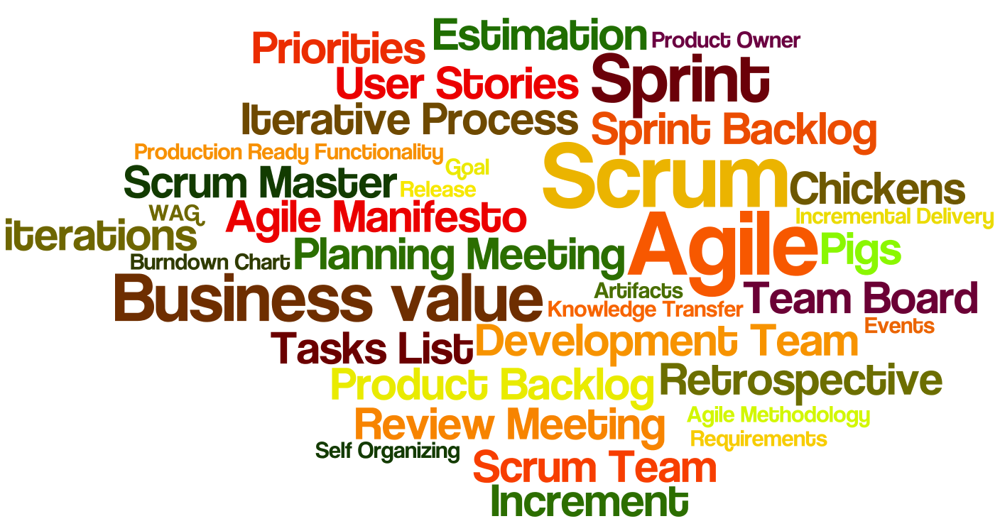 Estimation
Priorities
Product Owner
User Stories
Sprint
Iterative Process
Sprint Backlog
Production Ready Functionality
Goal
Scrum
Scrum Master
Release
Chickens
WAG
Agile Manifesto
Incremental Delivery
iterations
Agile
Pigs
Burndown Chart
Planning Meeting
Business value
Artifacts
Team Board
Knowledge Transfer
Events
Tasks List
Development Team
Product Backlog
Retrospective
Review Meeting
Agile Methodology
Requirements
Self Organizing
Scrum Team
Increment